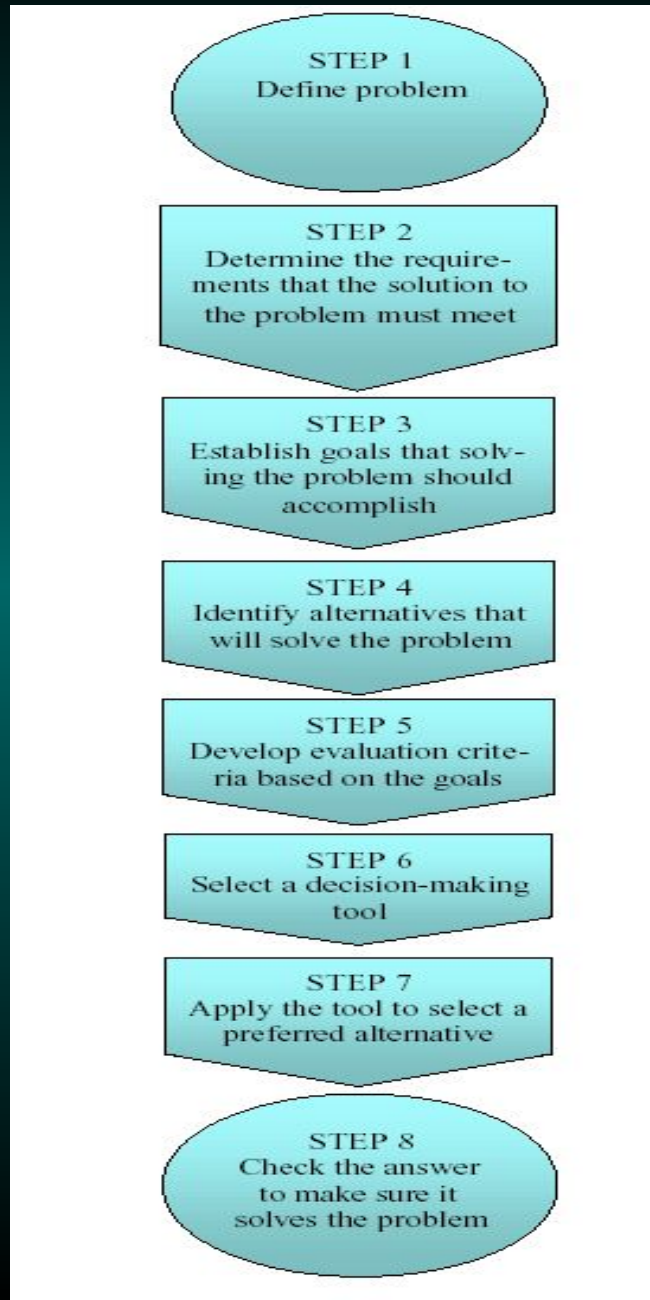 STEP 1
Define problem
STEP 2
Determine the require-
ments that the solution to
the problem must meet
STEP 3
Establish goals that solv-
ing the problem should
accomplish
STEP 4
Identify alternatives that
will solve the problem
STEP 5
Develop evaluation crite-
ria based on the goals
STEP 6
Select a decision-making
tool
STEP 7
Apply the tool to select a
preferred alternative
STEP 8
Check the answer
to make sure it
solves the problem